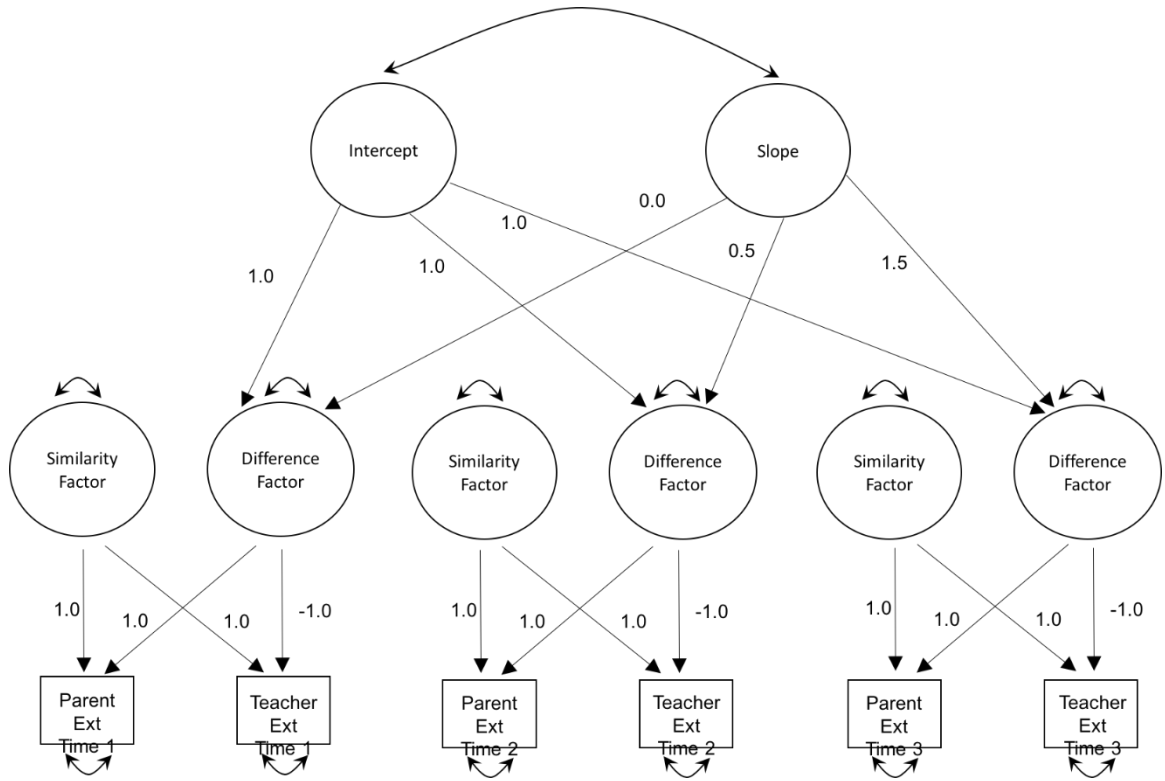 Intercept
Slope
0.0
1.0
0.5
1.0
1.0
1.5
Similarity
Factor
Difference
Factor
Similarity
Factor
Difference
Factor
Similarity
Factor
Difference
Factor
1.0
1.0
1.0
-1.0
1.0
1.0
1.0
-1.0
1.0
1.0
1.0
-1.0
Parent
Ext
Time 1
Teacher
Ext
Time 1
Parent
Ext
Time 2
Teacher
Ext
Time 2
Parent
Ext
Time 3
Teacher
Ext
Time 3